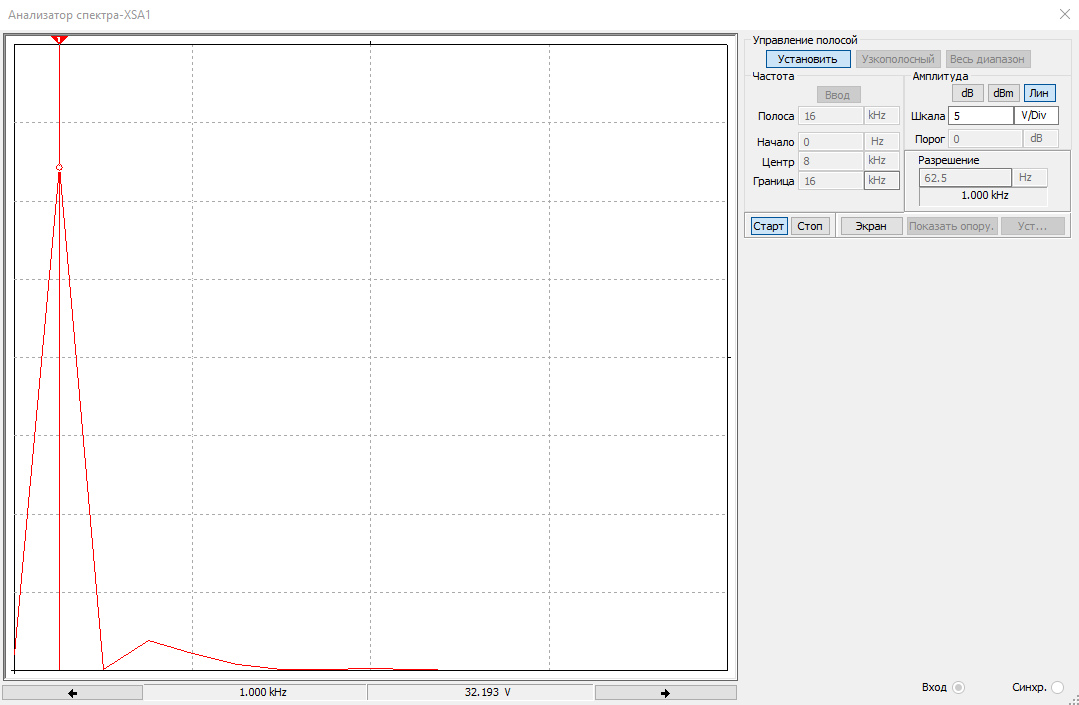 Анализатор спектра-XSA1
1
Управление полосой
Установить Узкополосный Весь диапазон
Частота
Ввод
Полоса 16 kHz
Начало 0 Hz
Центр 8 kHz
Граница 16 kHz
Амплитуда
dB dBm Лин
Шкала 5 V/Div
Порог 0 dB
Разрешение
62.5 Hz
1.000 kHz
Старт Стоп Экран Показать опору. Уст...
1.000 kHz 32.193 V
Вход Синхр.